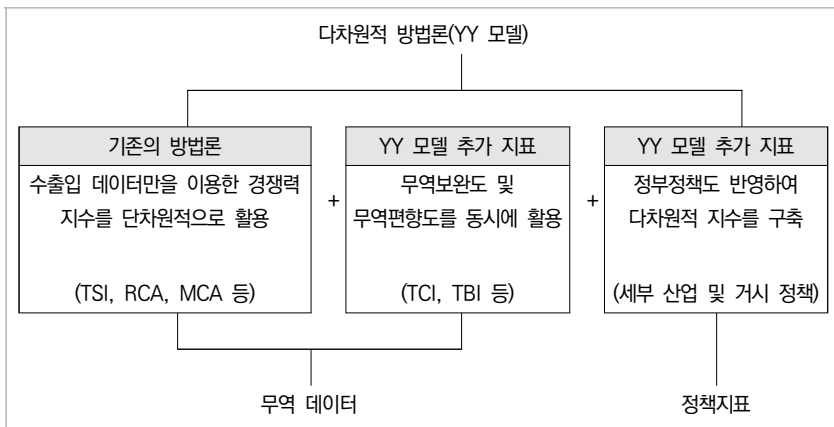 다차원적 방법론(YY 모델)
기존의 방법론
수출입 데이터만을 이용한 경쟁력
지수를 단차원적으로 활용
(TSI, RCA, MCA 등)
+
YY 모델 추가 지표
무역보완도 및
무역편향도를 동시에 활용
(TCI, TBI 등)
+
YY 모델 추가 지표
정부정책도 반영하여
다차원적 지수를 구축
(세부 산업 및 거시 정책)
무역 데이터
정책지표